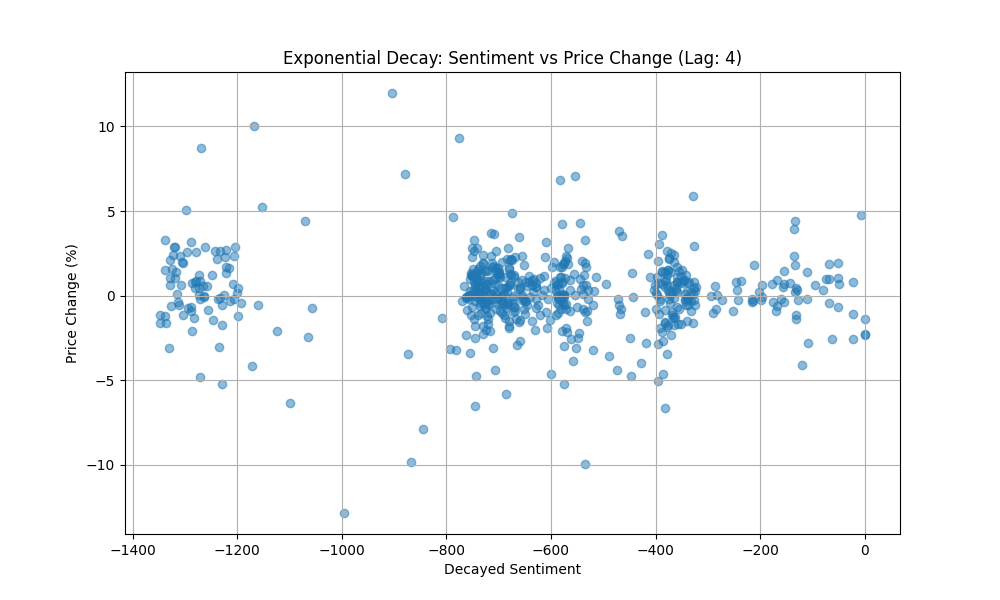 Exponential Decay: Sentiment vs Price Change (Lag: 4)
Price Change (%)
10
5
0
−5
−10
−1400 −1200 −1000 −800 −600 −400 −200 0
Decayed Sentiment